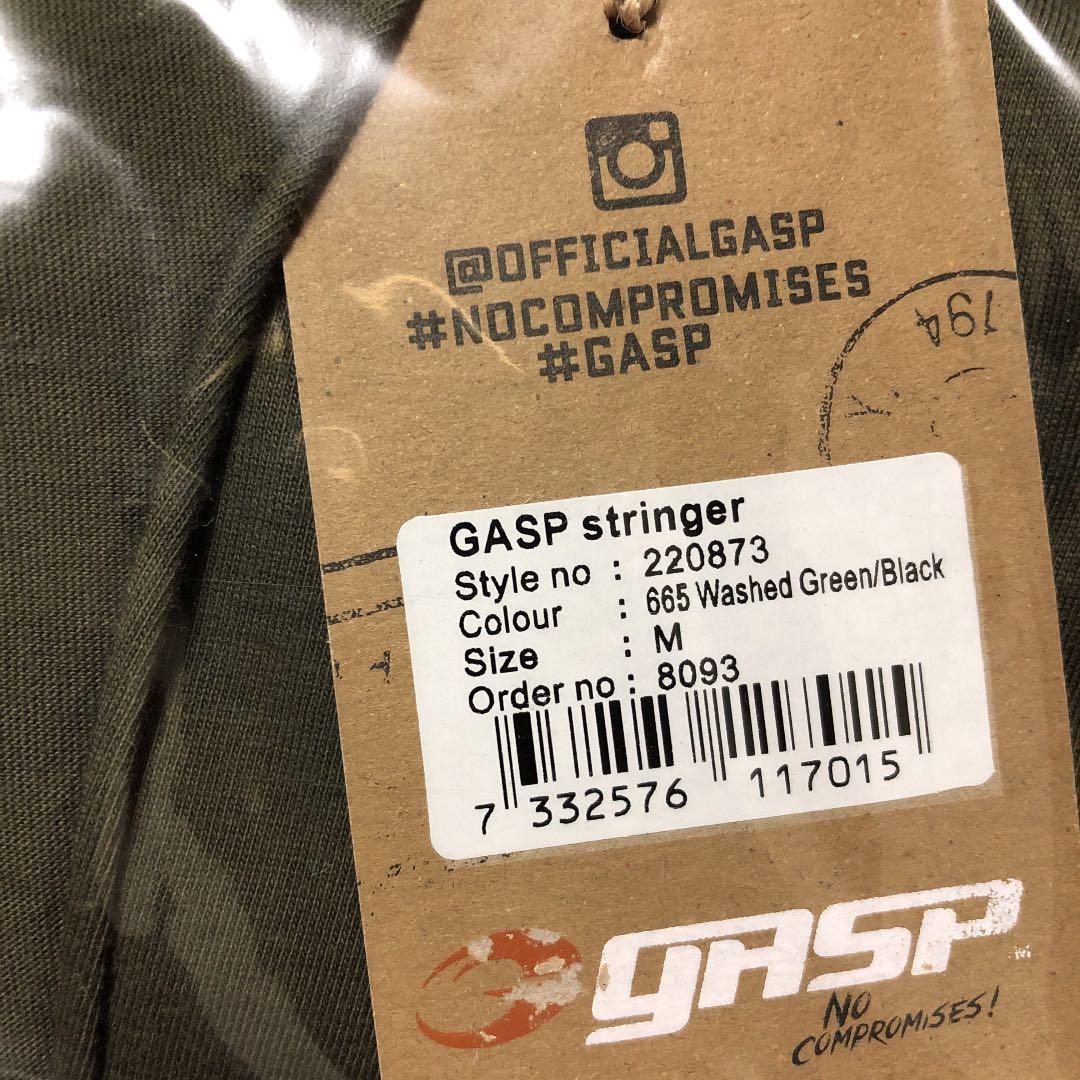 @OFFICIALGASP
#NOCOMPROMISES
#GASP
794
GASP stringer
Style no : 220873
Colour : 665 Washed Green/Black
Size : M
Order no : 8093
7 332576 117015
GASP
NO
COMPROMISES!